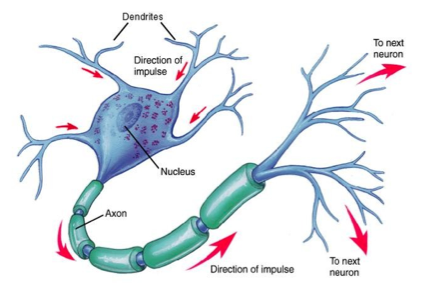 Dendrites
Direction of
impulse
To next
neuron
Nucleus
Axon
Direction of impulse
To next
neuron